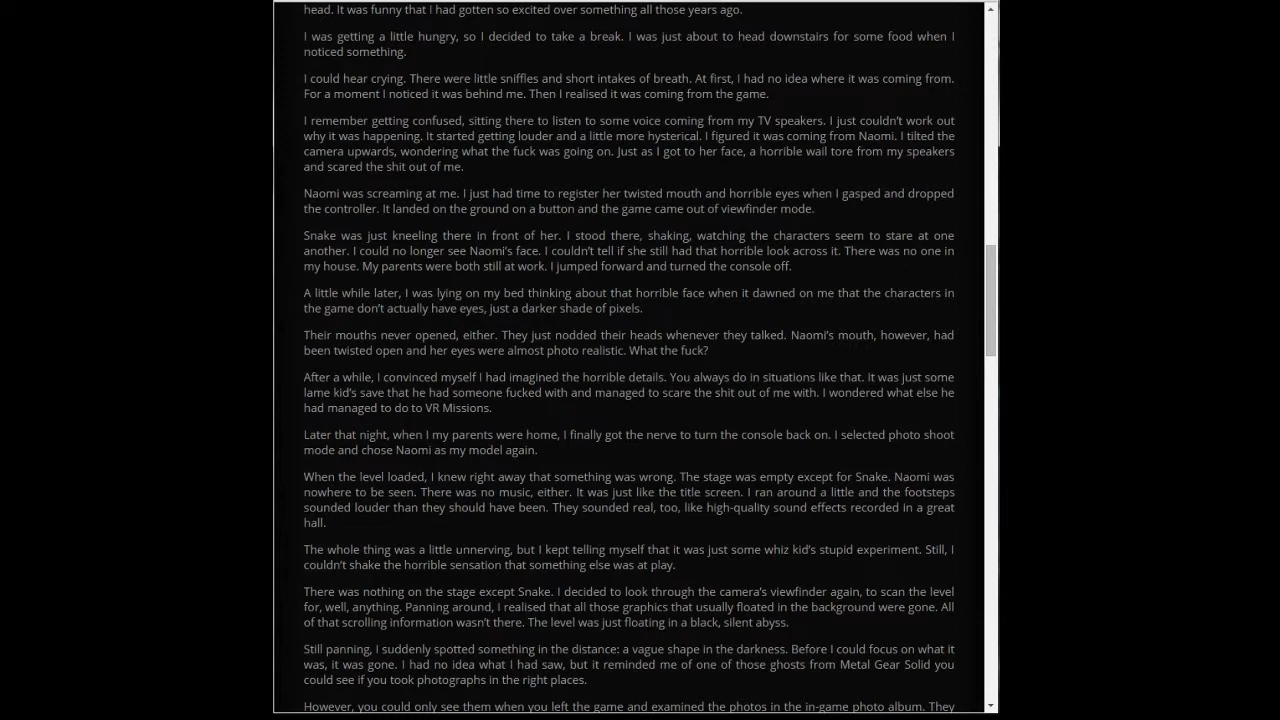 head. It was funny that I had gotten so excited over something all those years ago.
I was getting a little hungry, so I decided to take a break. I was just about to head downstairs for some food when I
noticed something.
I could hear crying. There were little sniffles and short intakes of breath. At first, I had no idea where it was coming from.
For a moment I noticed it was behind me. Then I realised it was coming from the game.
I remember getting confused, sitting there to listen to some voice coming from my TV speakers. I just couldn't work out
why it was happening. It started getting louder and a little more hysterical. I figured it was coming from Naomi. I tilted the
camera upwards, wondering what the fuck was going on. Just as I got to her face, a horrible wail tore from my speakers
and scared the shit out of me.
Naomi was screaming at me. I just had time to register her twisted mouth and horrible eyes when I gasped and dropped
the controller. It landed on the ground on a button and the game came out of viewfinder mode.
Snake was just kneeling there in front of her. I stood there, shaking, watching the characters seem to stare at one
another. I could no longer see Naomi's face. I couldn't tell if she still had that horrible look across it. There was no one in
my house. My parents were both still at work. I jumped forward and turned the console off.
A little while later, I was lying on my bed thinking about that horrible face when it dawned on me that the characters in
the game don't actually have eyes, just a darker shade of pixels.
Their mouths never opened, either. They just nodded their heads whenever they talked. Naomi's mouth, however, had
been twisted open and her eyes were almost photo realistic. What the fuck?
After a while, I convinced myself I had imagined the horrible details. You always do in situations like that. It was just some
lame kid's save that he had someone fucked with and managed to scare the shit out of me with. I wondered what else he
had managed to do to VR Missions.
Later that night, when I my parents were home, I finally got the nerve to turn the console back on. I selected photo shoot
mode and chose Naomi as my model again.
When the level loaded, I knew right away that something was wrong. The stage was empty except for Snake. Naomi was
nowhere to be seen. There was no music, either. It was just like the title screen. I ran around a little and the footsteps
sounded louder than they should have been. They sounded real, too, like high-quality sound effects recorded in a great
hall.
The whole thing was a little unnerving, but I kept telling myself that it was just some whiz kid's stupid experiment. Still, I
couldn't shake the horrible sensation that something else was at play.
There was nothing on the stage except Snake. I decided to look through the camera's viewfinder again, to scan the level
for, well, anything. Panning around, I realised that all those graphics that usually floated in the background were gone. All
of that scrolling information wasn't there. The level was just floating in a black, silent abyss.
Still panning, I suddenly spotted something in the distance: a vague shape in the darkness. Before I could focus on what it
was, it was gone. I had no idea what I had saw, but it reminded me of one of those ghosts from Metal Gear Solid you
could see if you took photographs in the right places.
However, you could only see them when you left the game and examined the photos in the in-game photo album. They